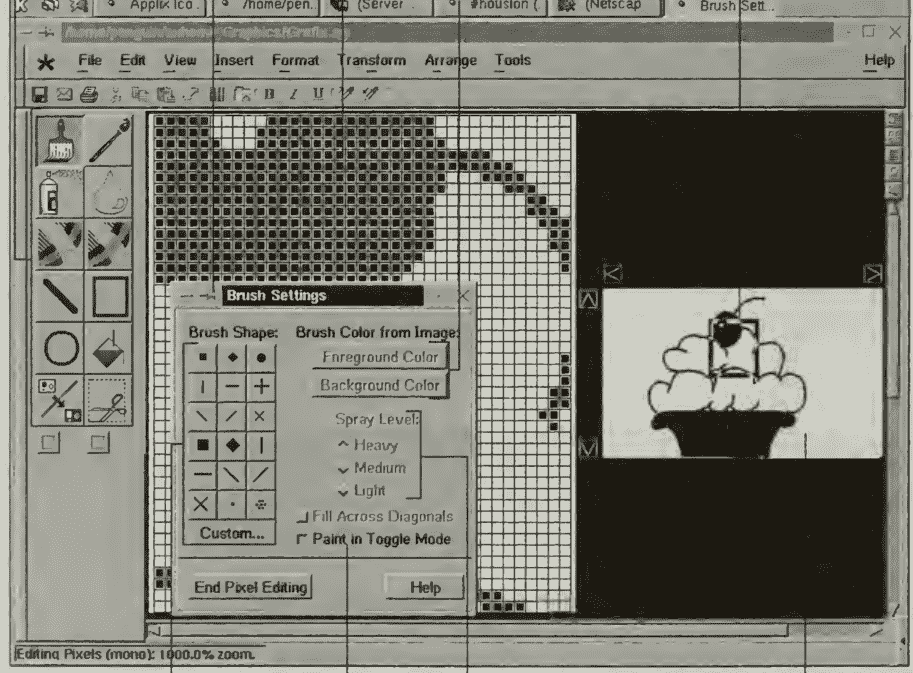 Applix Ico.. /home/pen.. (Server .. #houston (. (Netscap Brush Sett...
File Edit View Insert Format Transform Arrange Tools Help
B I U
Brush Settings
Brush Shape: Brush Color from Image:
Foreground Color
Background Color
Spray Level:
Heavy
Medium
Light
Fill Across Diagonals
Custom... Paint in Toggle Mode
End Pixel Editing Help
Editing Pixels (mono): 1000.0% zoom.